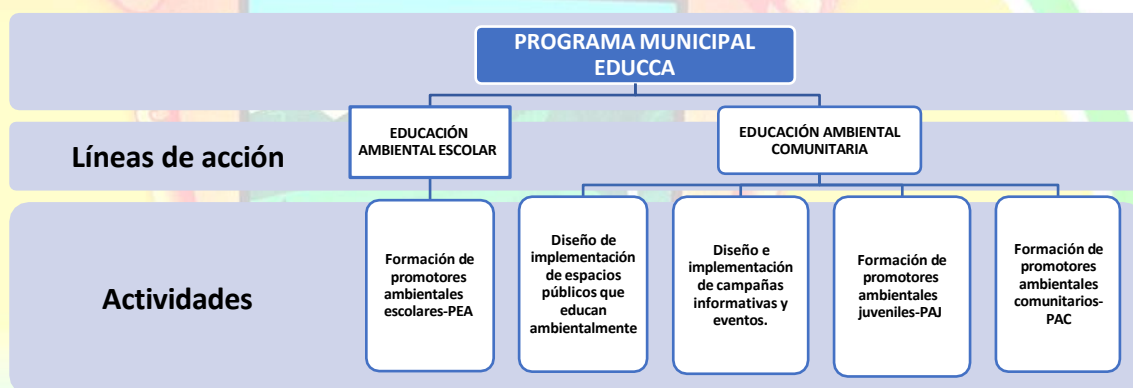 PROGRAMA MUNICIPAL
EDUCCA
Líneas de acción
EDUCACIÓN
AMBIENTAL ESCOLAR
EDUCACIÓN AMBIENTAL
COMUNITARIA
Actividades
Formación de
promotores
ambientales
escolares-PEA
Diseño de
implementación
de espacios
públicos que
educan
ambientalmente
Diseño e
implementación
de campañas
informativas y
eventos.
Formación de
promotores
ambientales
juveniles-PAJ
Formación de
promotores
ambientales
comunitarios-
PAC